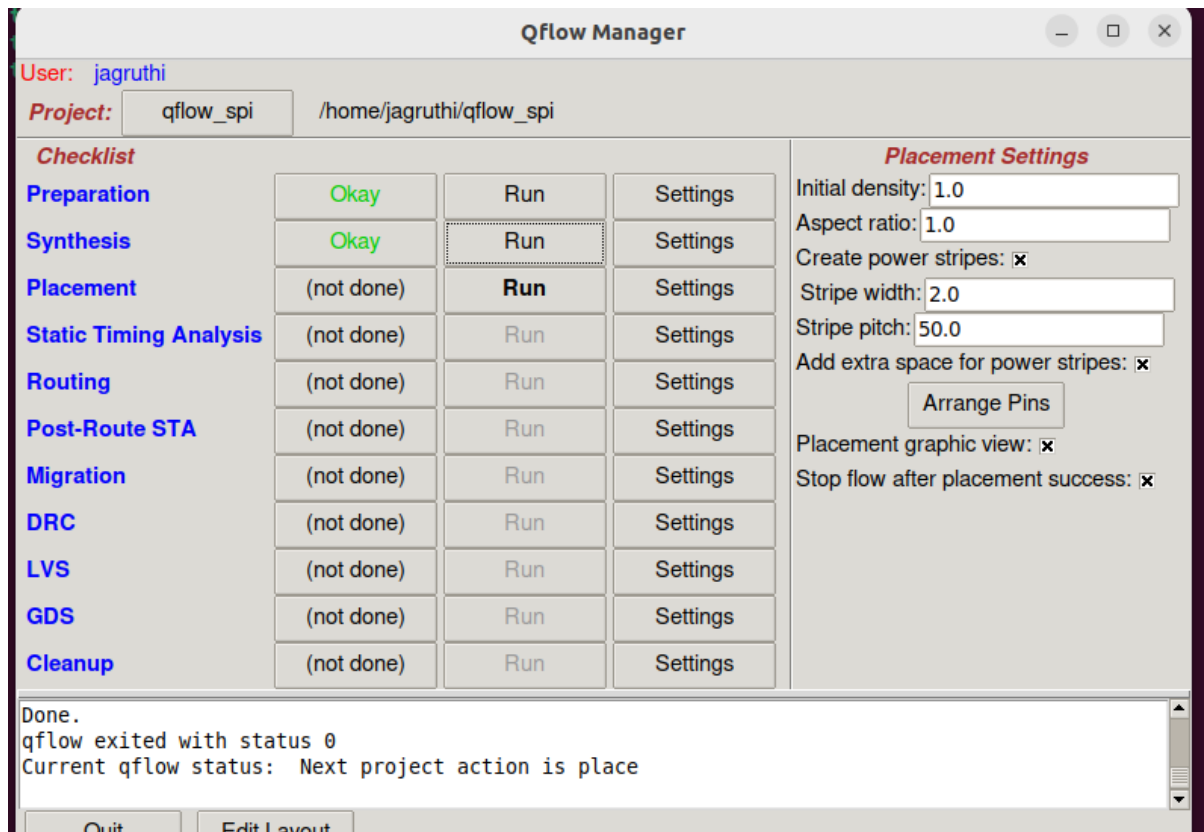 Qflow Manager
User: jagruthi
Project: qflow_spi /home/jagruthi/qflow_spi
Checklist
Preparation Okay Run Settings
Synthesis Okay Run Settings
Placement (not done) Run Settings
Static Timing Analysis (not done) Run Settings
Routing (not done) Run Settings
Post-Route STA (not done) Run Settings
Migration (not done) Run Settings
DRC (not done) Run Settings
LVS (not done) Run Settings
GDS (not done) Run Settings
Cleanup (not done) Run Settings
Placement Settings
Initial density: 1.0
Aspect ratio: 1.0
Create power stripes:
Stripe width: 2.0
Stripe pitch: 50.0
Add extra space for power stripes:
Arrange Pins
Placement graphic view:
Stop flow after placement success:
Done.
qflow exited with status 0
Current qflow status:  Next project action is place
Quit Edit Layout